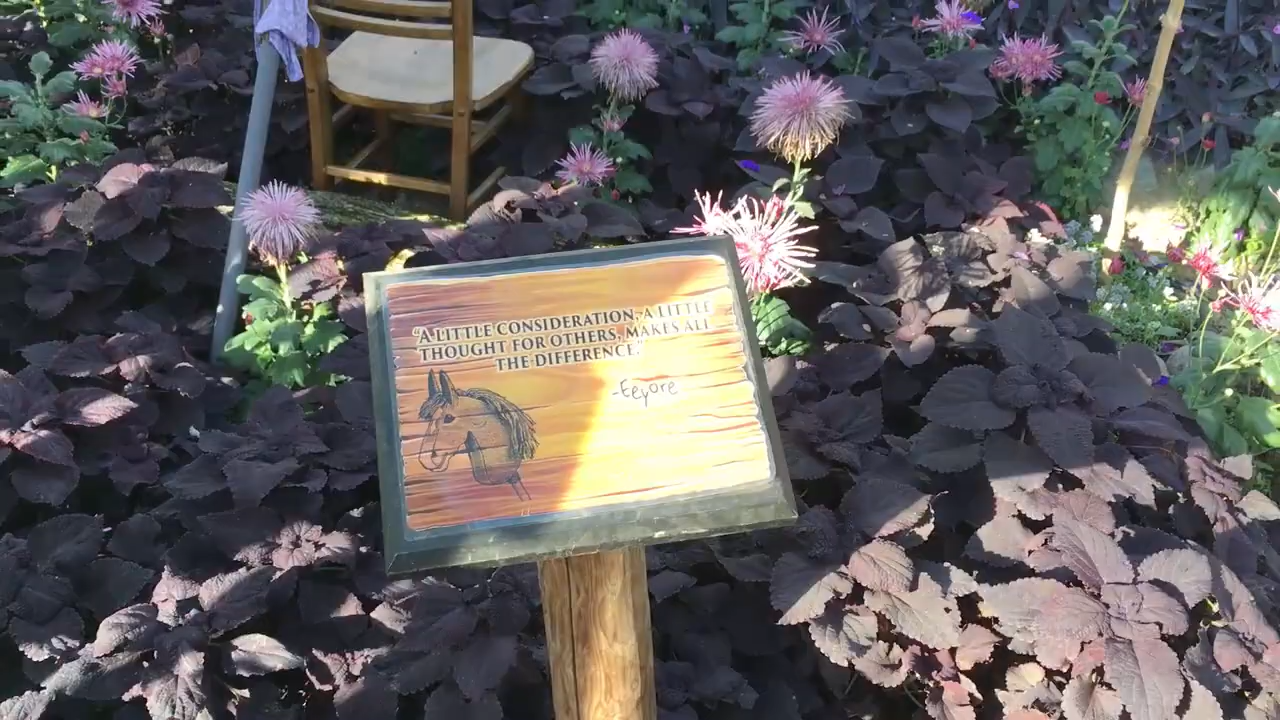 “A LITTLE CONSIDERATION, A LITTLE
THOUGHT FOR OTHERS, MAKES ALL
THE DIFFERENCE.”
-Eeyore